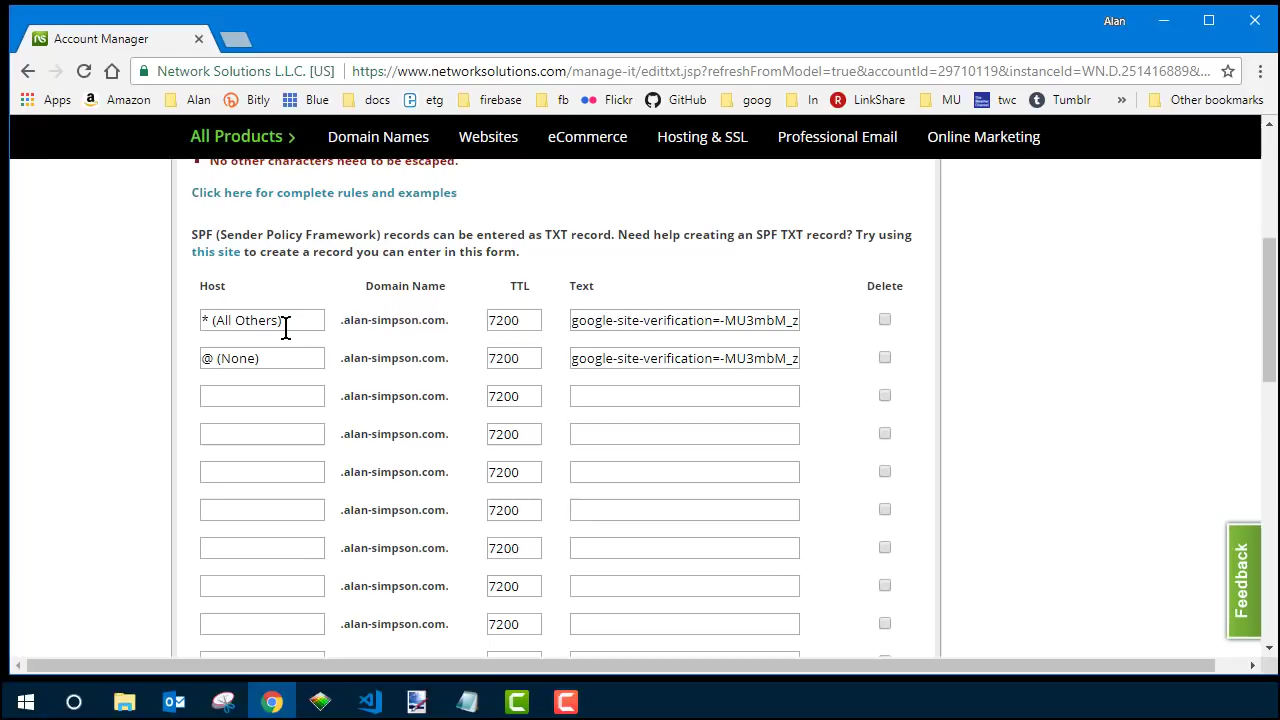 Alan
Account Manager
Network Solutions L.L.C. [US]
https://www.networksolutions.com/manage-it/edittxt.jsp?refreshFromModel=true&accountId=29710119&instanceId=WN.D.251416889&...
Apps Amazon Alan Bitly Blue docs etg firebase fb Flickr GitHub goog In LinkShare MU twc Tumblr » Other bookmarks
All Products > Domain Names Websites eCommerce Hosting & SSL Professional Email Online Marketing
No other characters need to be escaped.
Click here for complete rules and examples
SPF (Sender Policy Framework) records can be entered as TXT record. Need help creating an SPF TXT record? Try using
this site to create a record you can enter in this form.
Host Domain Name TTL Text Delete
* (All Others) .alan-simpson.com. 7200 google-site-verification=-MU3mbM_z
@ (None) .alan-simpson.com. 7200 google-site-verification=-MU3mbM_z
.alan-simpson.com. 7200
.alan-simpson.com. 7200
.alan-simpson.com. 7200
.alan-simpson.com. 7200
.alan-simpson.com. 7200
.alan-simpson.com. 7200
.alan-simpson.com. 7200
Feedback